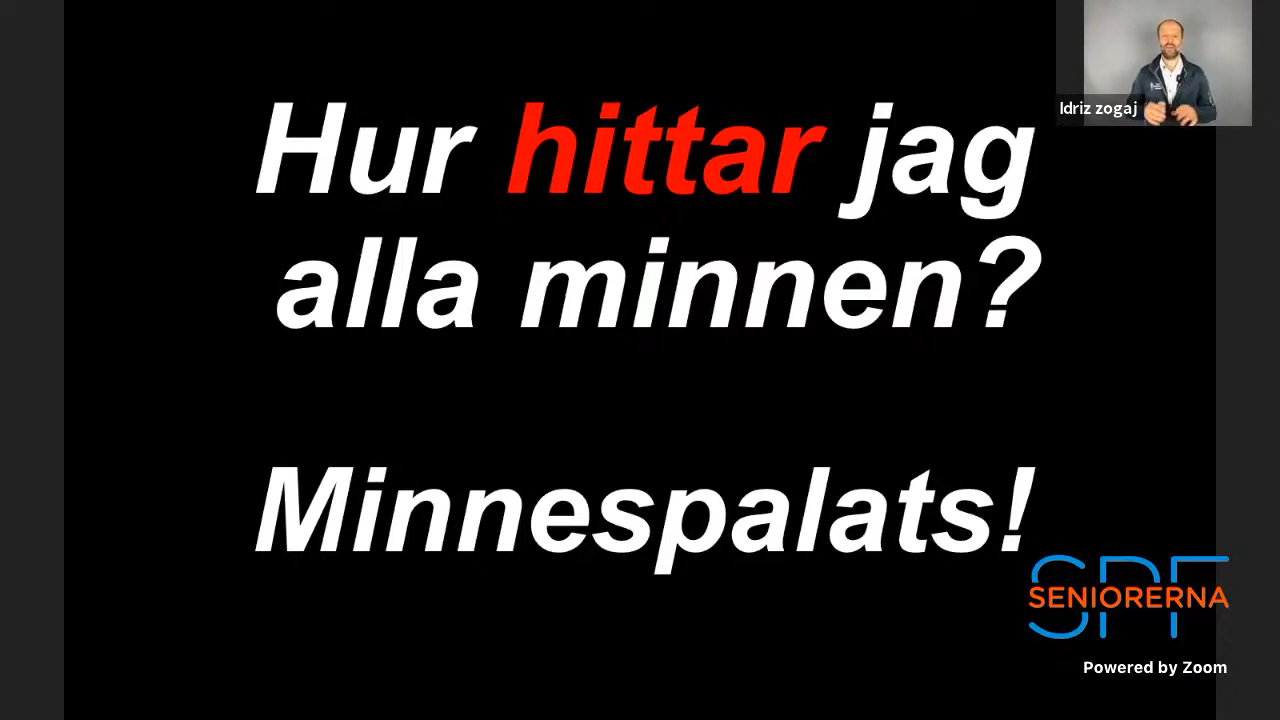 Hur hittar jag
alla minnen?
Minnespalats!
Idriz zogaj
SPF
SENIORERNA
Powered by Zoom